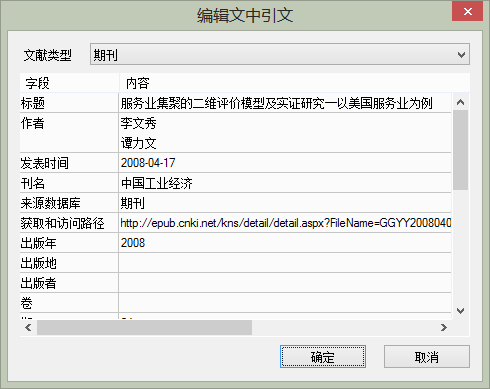 编辑文中引文
文献类型 期刊
字段 内容
标题 服务业集聚的二维评价模型及实证研究—以美国服务业为例
作者 李文秀
谭力文
发表时间 2008-04-17
刊名 中国工业经济
来源数据库 期刊
获取和访问路径 http://epub.cnki.net/kns/detail/detail.aspx?FileName=GGYY2008040
出版年 2008
出版地
出版者
卷
确定 取消